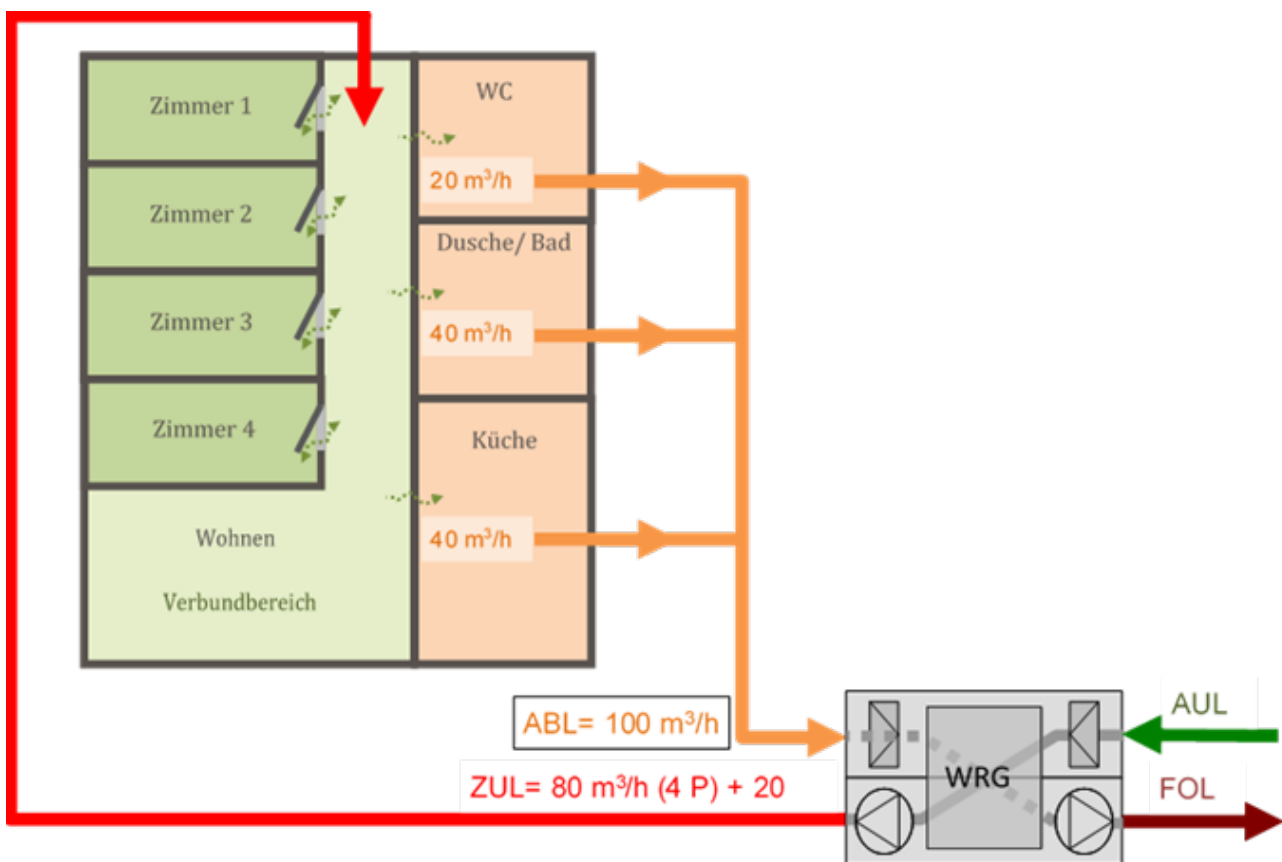 Zimmer 1
WC
20 m³/h
Zimmer 2
Dusche/ Bad
Zimmer 3
40 m³/h
Zimmer 4
Küche
Wohnen
40 m³/h
Verbundbereich
ABL= 100 m³/h
AUL
ZUL= 80 m³/h (4 P) + 20
WRG
FOL